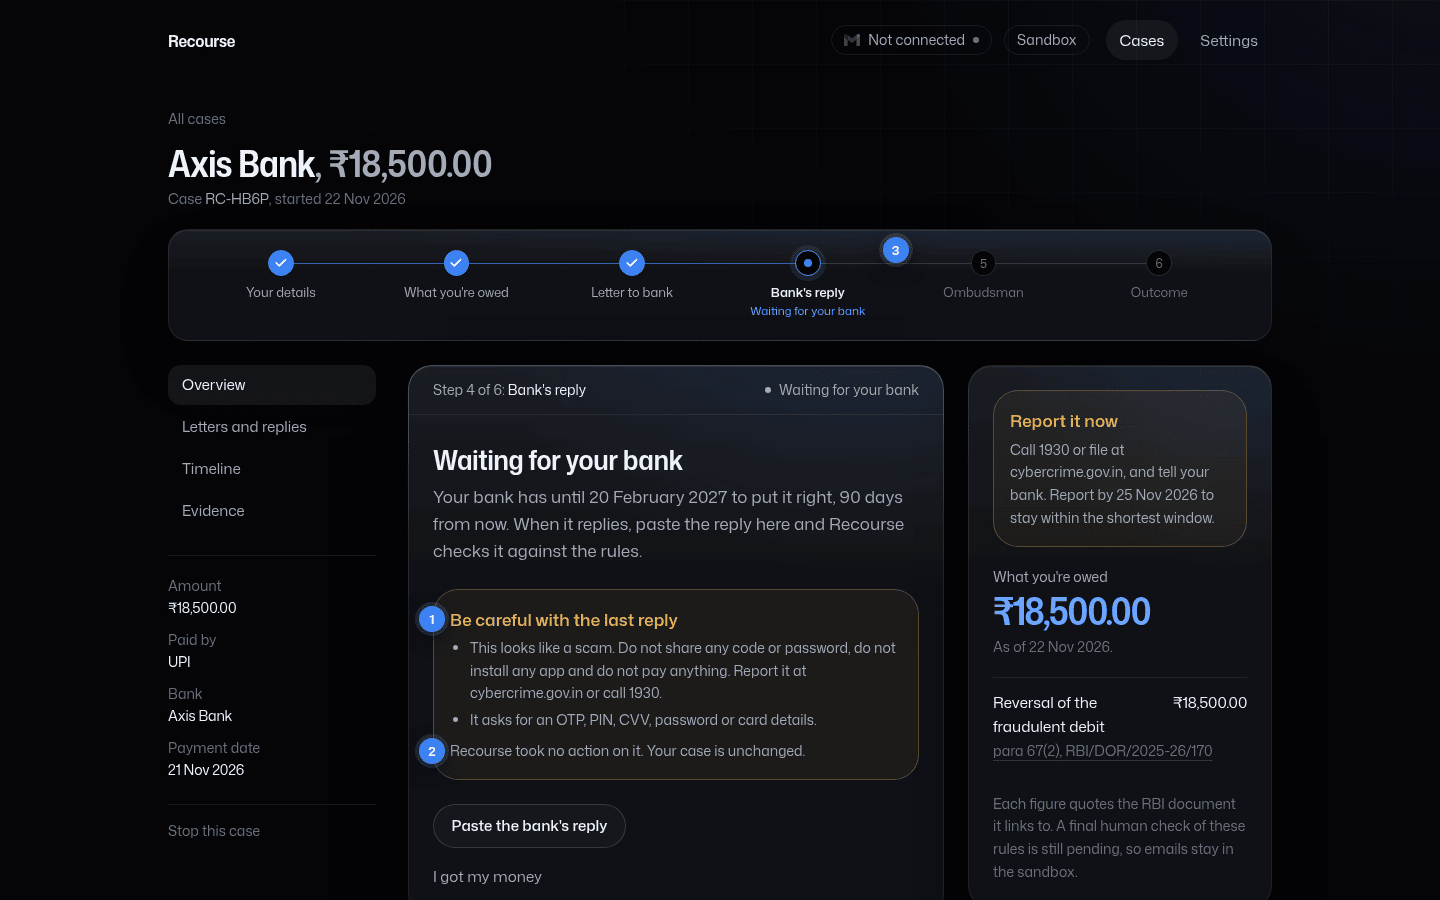 Recourse
Not connected
Sandbox
Cases
Settings
All cases
Axis Bank, ₹18,500.00
Case RC-HB6P, started 22 Nov 2026
3
5
6
Your details
What you're owed
Letter to bank
Bank's reply
Ombudsman
Outcome
Waiting for your bank
Overview
Letters and replies
Timeline
Evidence
Amount
₹18,500.00
Paid by
UPI
Bank
Axis Bank
Payment date
21 Nov 2026
Stop this case
Step 4 of 6: Bank's reply
Waiting for your bank
Waiting for your bank
Your bank has until 20 February 2027 to put it right, 90 days
from now. When it replies, paste the reply here and Recourse
checks it against the rules.
1
Be careful with the last reply
This looks like a scam. Do not share any code or password, do not
install any app and do not pay anything. Report it at
cybercrime.gov.in or call 1930.
It asks for an OTP, PIN, CVV, password or card details.
2
Recourse took no action on it. Your case is unchanged.
Paste the bank's reply
I got my money
Report it now
Call 1930 or file at
cybercrime.gov.in, and tell your
bank. Report by 25 Nov 2026 to
stay within the shortest window.
What you're owed
₹18,500.00
As of 22 Nov 2026.
Reversal of the
fraudulent debit
₹18,500.00
para 67(2), RBI/DOR/2025-26/170
Each figure quotes the RBI document
it links to. A final human check of these
rules is still pending, so emails stay in
the sandbox.